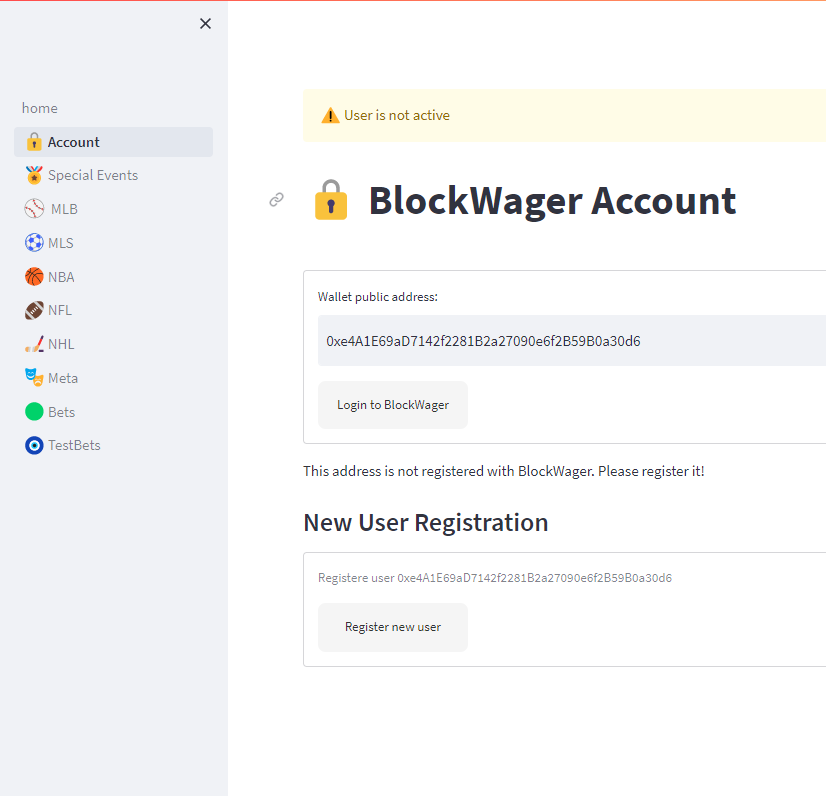 home
Account
Special Events
MLB
MLS
NBA
NFL
NHL
Meta
Bets
TestBets
User is not active
BlockWager Account
Wallet public address:
0xe4A1E69aD7142f2281B2a27090e6f2B59B0a30d6
Login to BlockWager
This address is not registered with BlockWager. Please register it!
New User Registration
Registere user 0xe4A1E69aD7142f2281B2a27090e6f2B59B0a30d6
Register new user